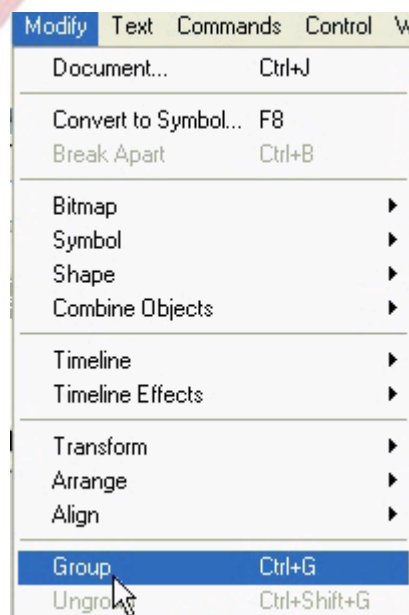 Modify Text Commands Control
Document... Ctrl+J
Convert to Symbol... F8
Break Apart Ctrl+B
Bitmap
Symbol
Shape
Combine Objects
Timeline
Timeline Effects
Transform
Arrange
Align
Group Ctrl+G
Ctrl+Shift+G